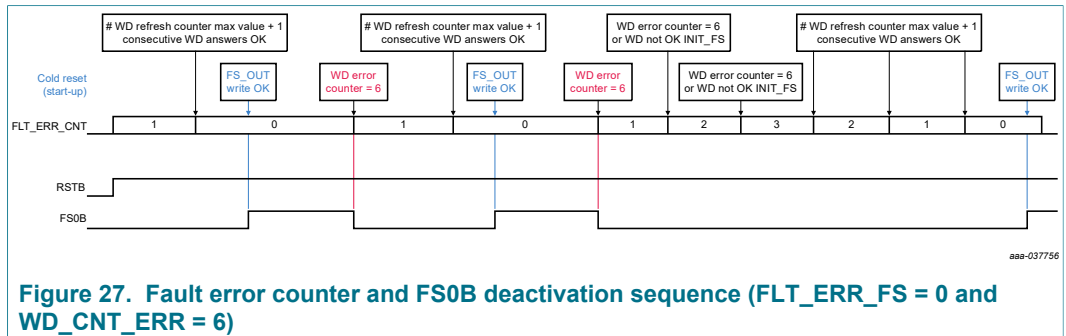 # WD refresh counter max value + 1
consecutive WD answers OK
# WD refresh counter max value + 1
consecutive WD answers OK
WD error counter = 6
or WD not OK INIT_FS
# WD refresh counter max value + 1
consecutive WD answers OK
Cold reset
(start-up)
FS_OUT
write OK
WD error
counter = 6
FS_OUT
write OK
WD error
counter = 6
WD error counter = 6
or WD not OK INIT_FS
FS_OUT
write OK
FLT_ERR_CNT
1 0 1 0 1 2 3 2 1 0
RSTB
FS0B
aaa-037756
Figure 27. Fault error counter and FS0B deactivation sequence (FLT_ERR_FS = 0 and
WD_CNT_ERR = 6)